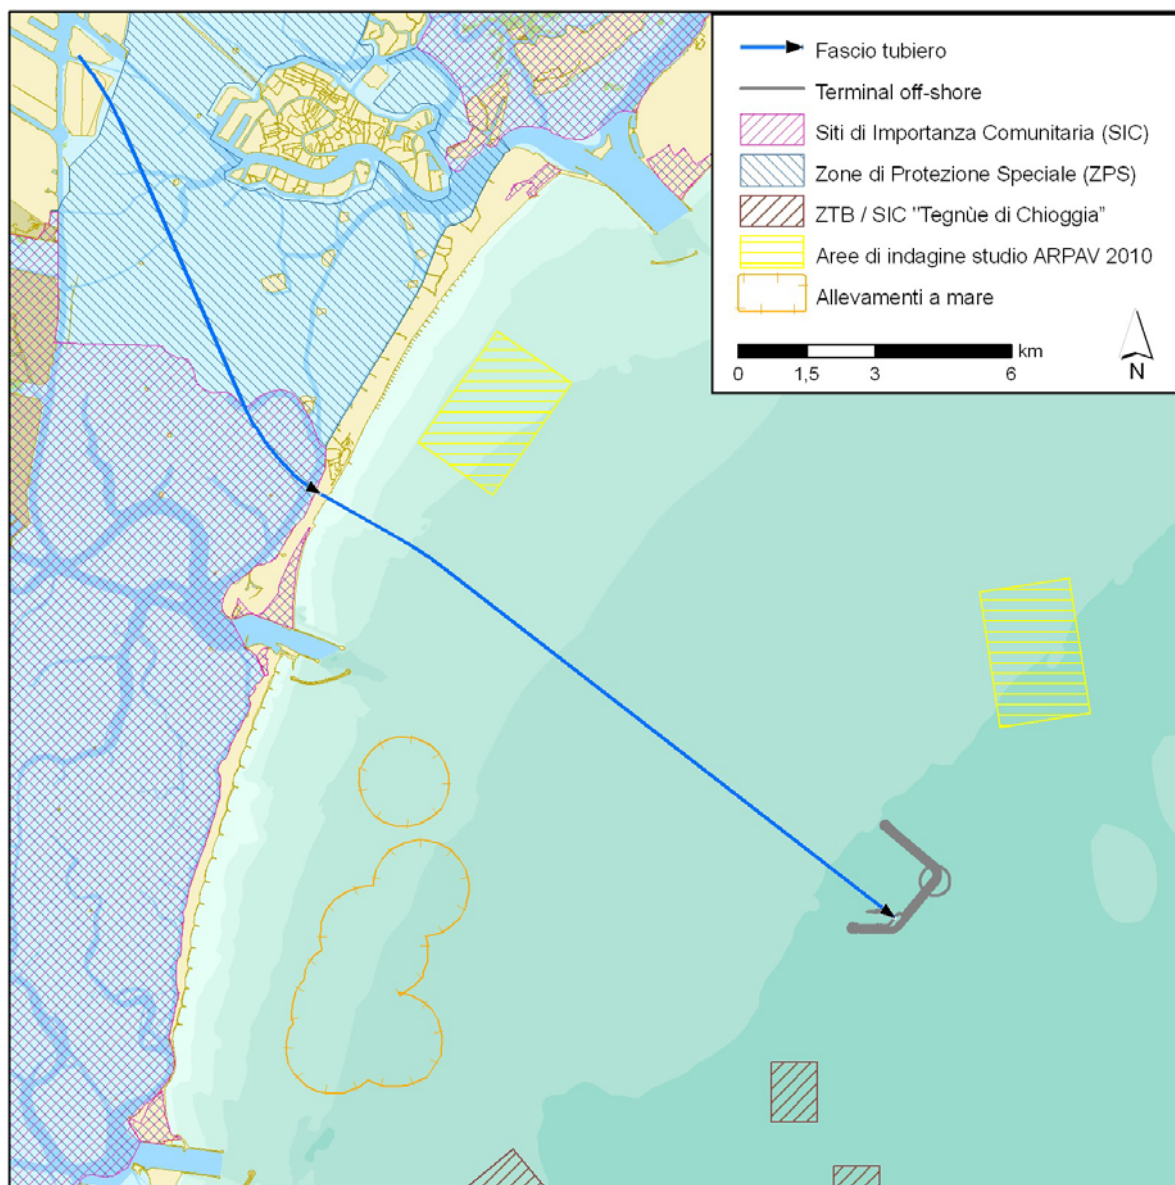 Fascio tubiero
Terminal off-shore
Siti di Importanza Comunitaria (SIC)
Zone di Protezione Speciale (ZPS)
ZTB / SIC "Tegnùe di Chioggia"
Aree di indagine studio ARPAV 2010
Allevamenti a mare
km
0 1,5 3 6
N